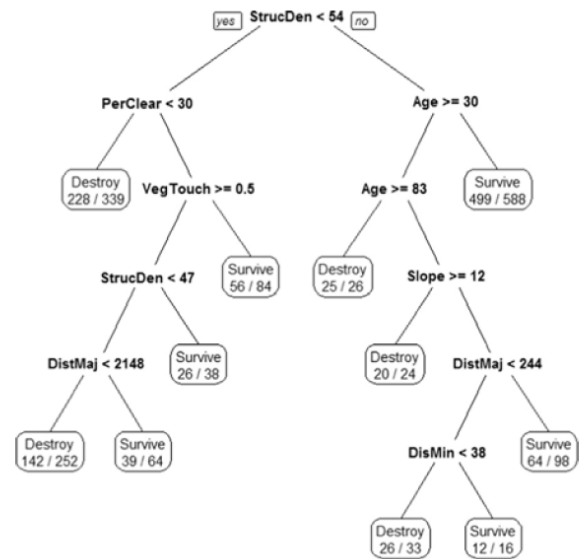 yes StrucDen < 54 no
PerClear < 30
Age >= 30
Destroy
228 / 339
VegTouch >= 0.5
Age >= 83
Survive
499 / 588
StrucDen < 47
Survive
56 / 84
Destroy
25 / 26
Slope >= 12
DistMaj < 2148
Survive
26 / 38
Destroy
20 / 24
DistMaj < 244
Destroy
142 / 252
Survive
39 / 64
DisMin < 38
Survive
64 / 98
Destroy
26 / 33
Survive
12 / 16